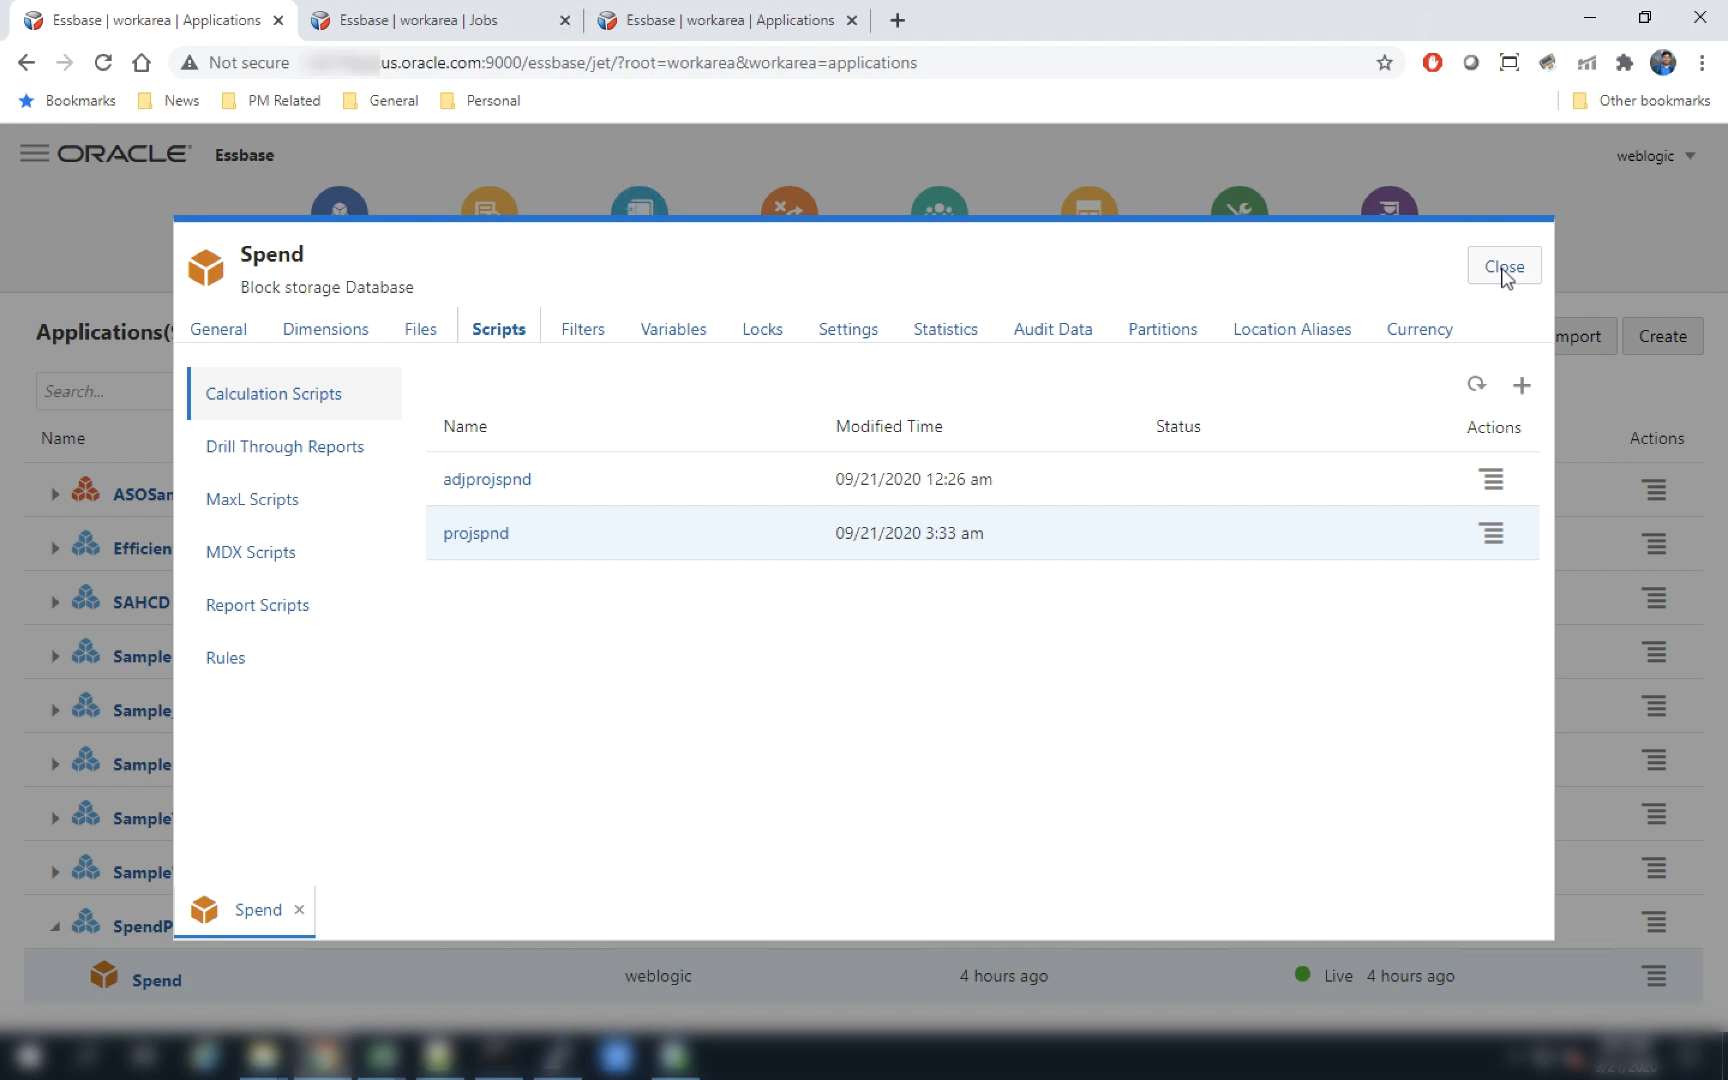 Essbase | workarea | Applications
Essbase | workarea | Jobs
Essbase | workarea | Applications
Not secure
us.oracle.com:9000/essbase/jet/?root=workarea&workarea=applications
Bookmarks
News
PM Related
General
Personal
Other bookmarks
ORACLE Essbase
weblogic
Spend
Block storage Database
Close
General
Dimensions
Files
Scripts
Filters
Variables
Locks
Settings
Statistics
Audit Data
Partitions
Location Aliases
Currency
Applications(
Create
Search...
Name
Actions
Calculation Scripts
Drill Through Reports
MaxL Scripts
MDX Scripts
Report Scripts
Rules
Name Modified Time Status Actions
adjprojspnd 09/21/2020 12:26 am
projspnd 09/21/2020 3:33 am
ASOSan
Efficien
SAHCD
Sample
Sample_
Sample
Sample
Sample
SpendP
Spend
Spend weblogic 4 hours ago Live 4 hours ago